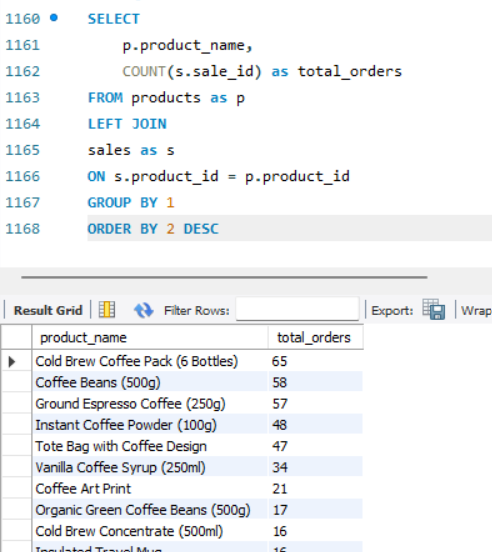 1160 SELECT
1161 p.product_name,
1162 COUNT(s.sale_id) as total_orders
1163 FROM products as p
1164 LEFT JOIN
1165 sales as s
1166 ON s.product_id = p.product_id
1167 GROUP BY 1
1168 ORDER BY 2 DESC
Result Grid Filter Rows: Export: Wrap
product_name total_orders
Cold Brew Coffee Pack (6 Bottles) 65
Coffee Beans (500g) 58
Ground Espresso Coffee (250g) 57
Instant Coffee Powder (100g) 48
Tote Bag with Coffee Design 47
Vanilla Coffee Syrup (250ml) 34
Coffee Art Print 21
Organic Green Coffee Beans (500g) 17
Cold Brew Concentrate (500ml) 16
Insulated Travel Mug 16